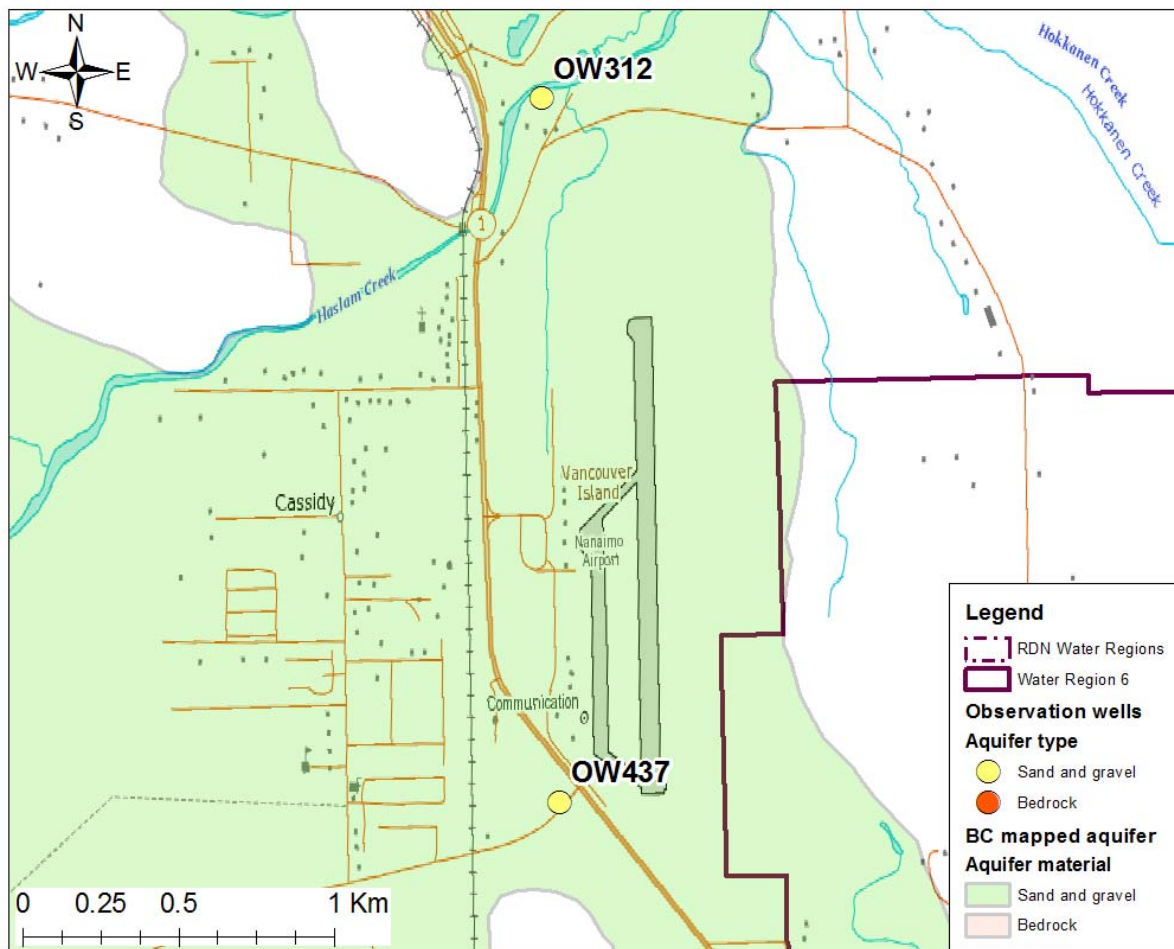 N
W E
S
OW312
Hokkanen Creek
Hokkanen Creek
1
Haslam Creek
Vancouver
Island
Cassidy
Nanaimo
Airport
Communication
OW437
0 0.25 0.5 1 Km
Legend
RDN Water Regions
Water Region 6
Observation wells
Aquifer type
Sand and gravel
Bedrock
BC mapped aquifer
Aquifer material
Sand and gravel
Bedrock